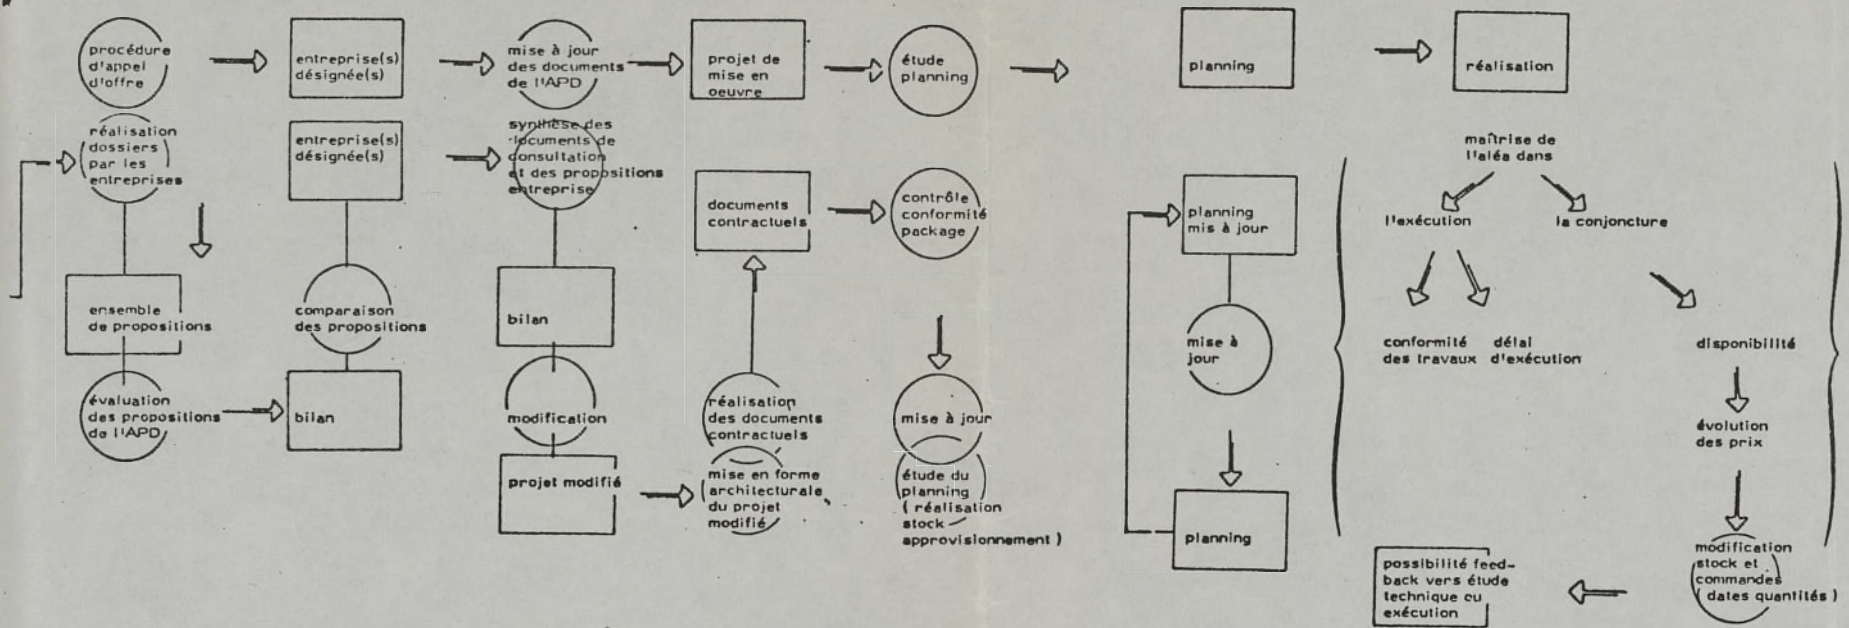 procédure
d'appel
d'offre
entreprise(s)
désignée(s)
mise à jour
des documents
de l'APD
projet de
mise en
oeuvre
étude
planning
planning
réalisation
réalisation
dossiers
par les
entreprises
entreprise(s)
désignée(s)
synthèse des
documents de
consultation
et des propositions
entreprise
documents
contractuels
contrôle
conformité
package
planning
mis à jour
maîtrise de
l'aléa dans
l'exécution
la conjoncture
ensemble
de propositions
comparaison
des propositions
bilan
mise à
jour
conformité
des travaux
délai
d'exécution
disponibilité
évaluation
des propositions
de l'APD
bilan
modification
réalisation
des documents
contractuels
mise à jour
évolution
des prix
projet modifié
mise en forme
architecturale
du projet
modifié
étude du
planning
( réalisation
stock
approvisionnement )
planning
possibilité feed-
back vers étude
technique ou
exécution
modification
stock et
commandes
( dates quantités )